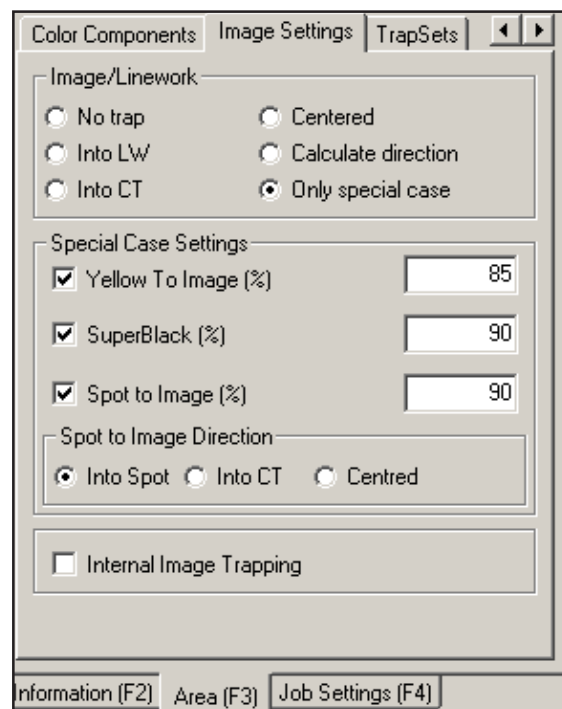 Color Components Image Settings TrapSets
Image/Linework
No trap Centered
Into LW Calculate direction
Into CT Only special case
Special Case Settings
Yellow To Image (%) 85
SuperBlack (%) 90
Spot to Image (%) 90
Spot to Image Direction
Into Spot Into CT Centred
Internal Image Trapping
Information (F2) Area (F3) Job Settings (F4)